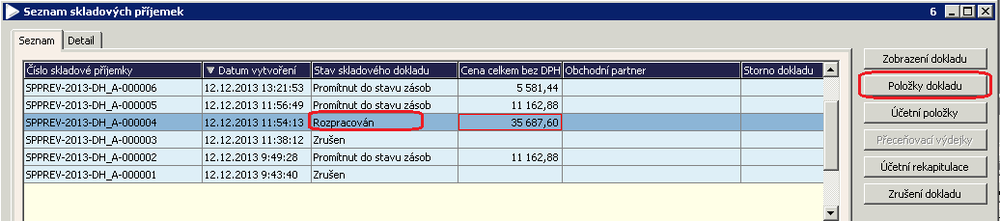 Seznam skladových příjemek 6
Seznam Detail
Číslo skladové příjemky Datum vytvoření Stav skladového dokladu Cena celkem bez DPH Obchodní partner Storno dokladu
SPPREV-2013-DH_A-000006 12.12.2013 13:21:53 Promítnut do stavu zásob 5 581,44
SPPREV-2013-DH_A-000005 12.12.2013 11:56:49 Promítnut do stavu zásob 11 162,88
SPPREV-2013-DH_A-000004 12.12.2013 11:54:13 Rozpracován 35 687,60
SPPREV-2013-DH_A-000003 12.12.2013 11:38:12 Zrušen
SPPREV-2013-DH_A-000002 12.12.2013 9:49:28 Promítnut do stavu zásob 11 162,88
SPPREV-2013-DH_A-000001 12.12.2013 9:43:40 Zrušen
Zobrazení dokladu
Položky dokladu
Účetní položky
Přeceňovací výdejky
Účetní rekapitulace
Zrušení dokladu